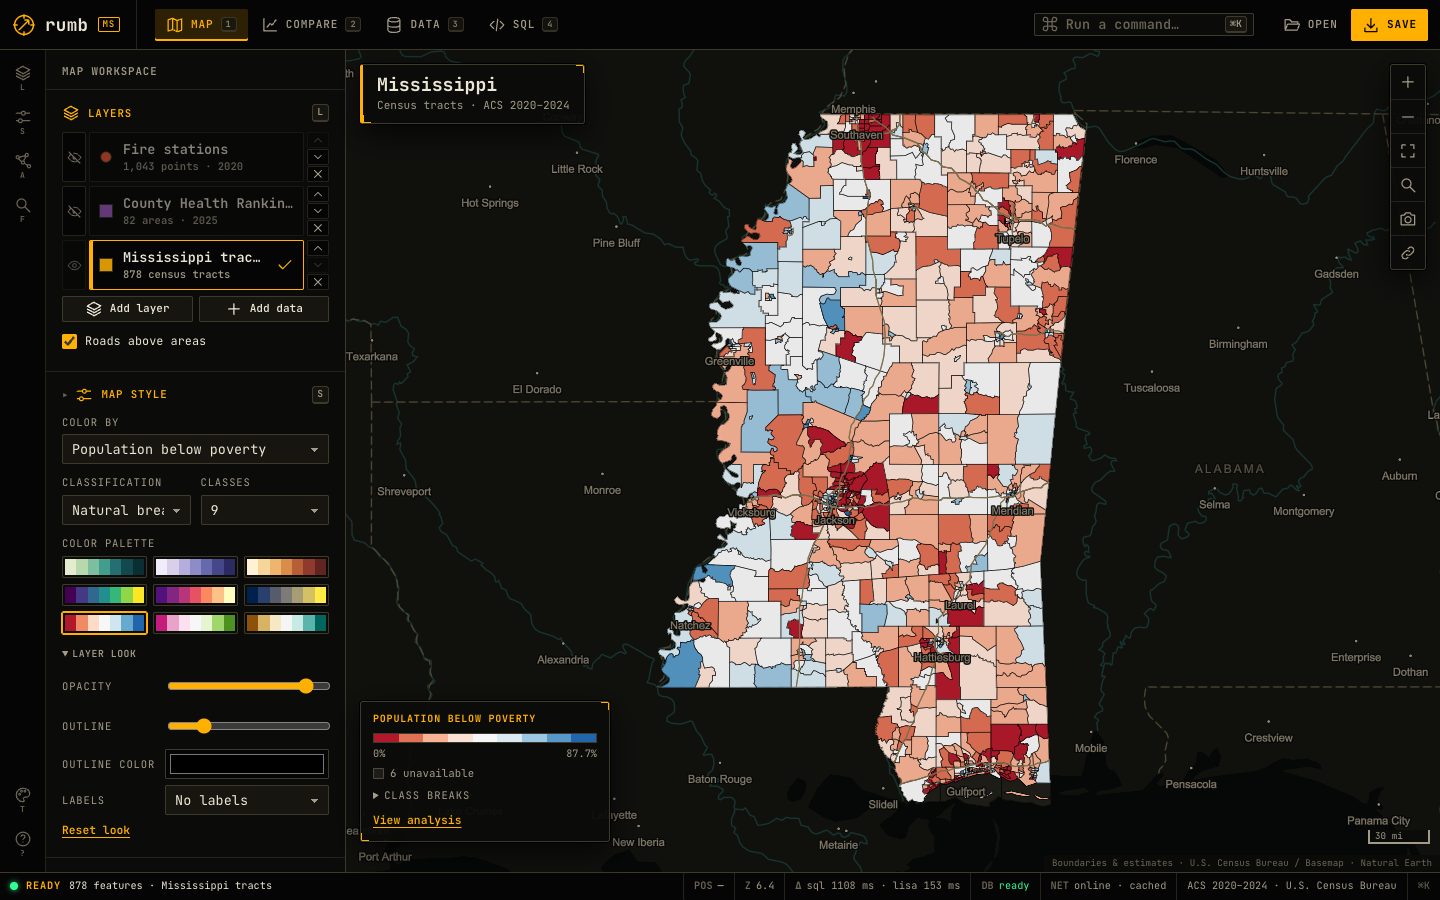 rumb MS
MAP 1
COMPARE 2
DATA 3
SQL 4
Run a command… ⌘K
OPEN
SAVE
MAP WORKSPACE
L
S
A
F
T
?
LAYERS L
Fire stations
1,043 points · 2020
County Health Rankin…
82 areas · 2025
Mississippi trac…
878 census tracts
Add layer
Add data
Roads above areas
MAP STYLE S
COLOR BY
Population below poverty
CLASSIFICATION CLASSES
Natural brea 9
COLOR PALETTE
LAYER LOOK
OPACITY
OUTLINE
OUTLINE COLOR
LABELS No labels
Reset look
Mississippi
Census tracts · ACS 2020–2024
Memphis
Southaven
Little Rock
Hot Springs
Pine Bluff
Florence
Huntsville
Tupelo
Gadsden
Texarkana
Greenville
Birmingham
El Dorado
Tuscaloosa
ALABAMA
Auburn
Shreveport
Monroe
Selma
Montgomery
Vicksburg
Jackson
Meridian
Laurel
Natchez
Hattiesburg
Alexandria
Enterprise
Dothan
Crestview
Mobile
Baton Rouge
Pensacola
Gulfport
Slidell
Panama City
Metairie
New Iberia
Port Arthur
POPULATION BELOW POVERTY
0% 87.7%
6 unavailable
CLASS BREAKS
View analysis
30 mi
Boundaries & estimates · U.S. Census Bureau / Basemap · Natural Earth
READY 878 features · Mississippi tracts
POS —
Z 6.4
Δ sql 1108 ms · lisa 153 ms
DB ready
NET online · cached
ACS 2020–2024 · U.S. Census Bureau
⌘K